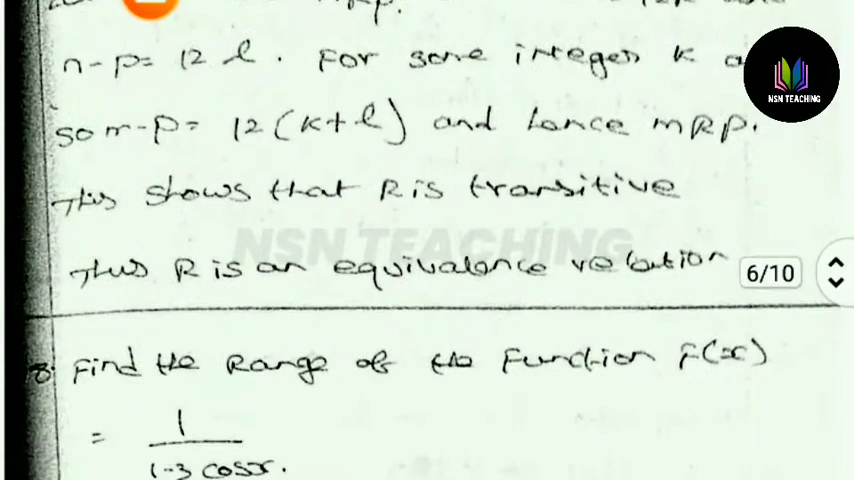 n-p= 12 l. For some integer k a
so m-p= 12(k+l) and hence mRp.
This shows that R is transitive
Thus R is an equivalence relation
8. Find the Range of the Function F(x)
= 1
1-3 cosx.
NSN TEACHING
NSN TEACHING
6/10